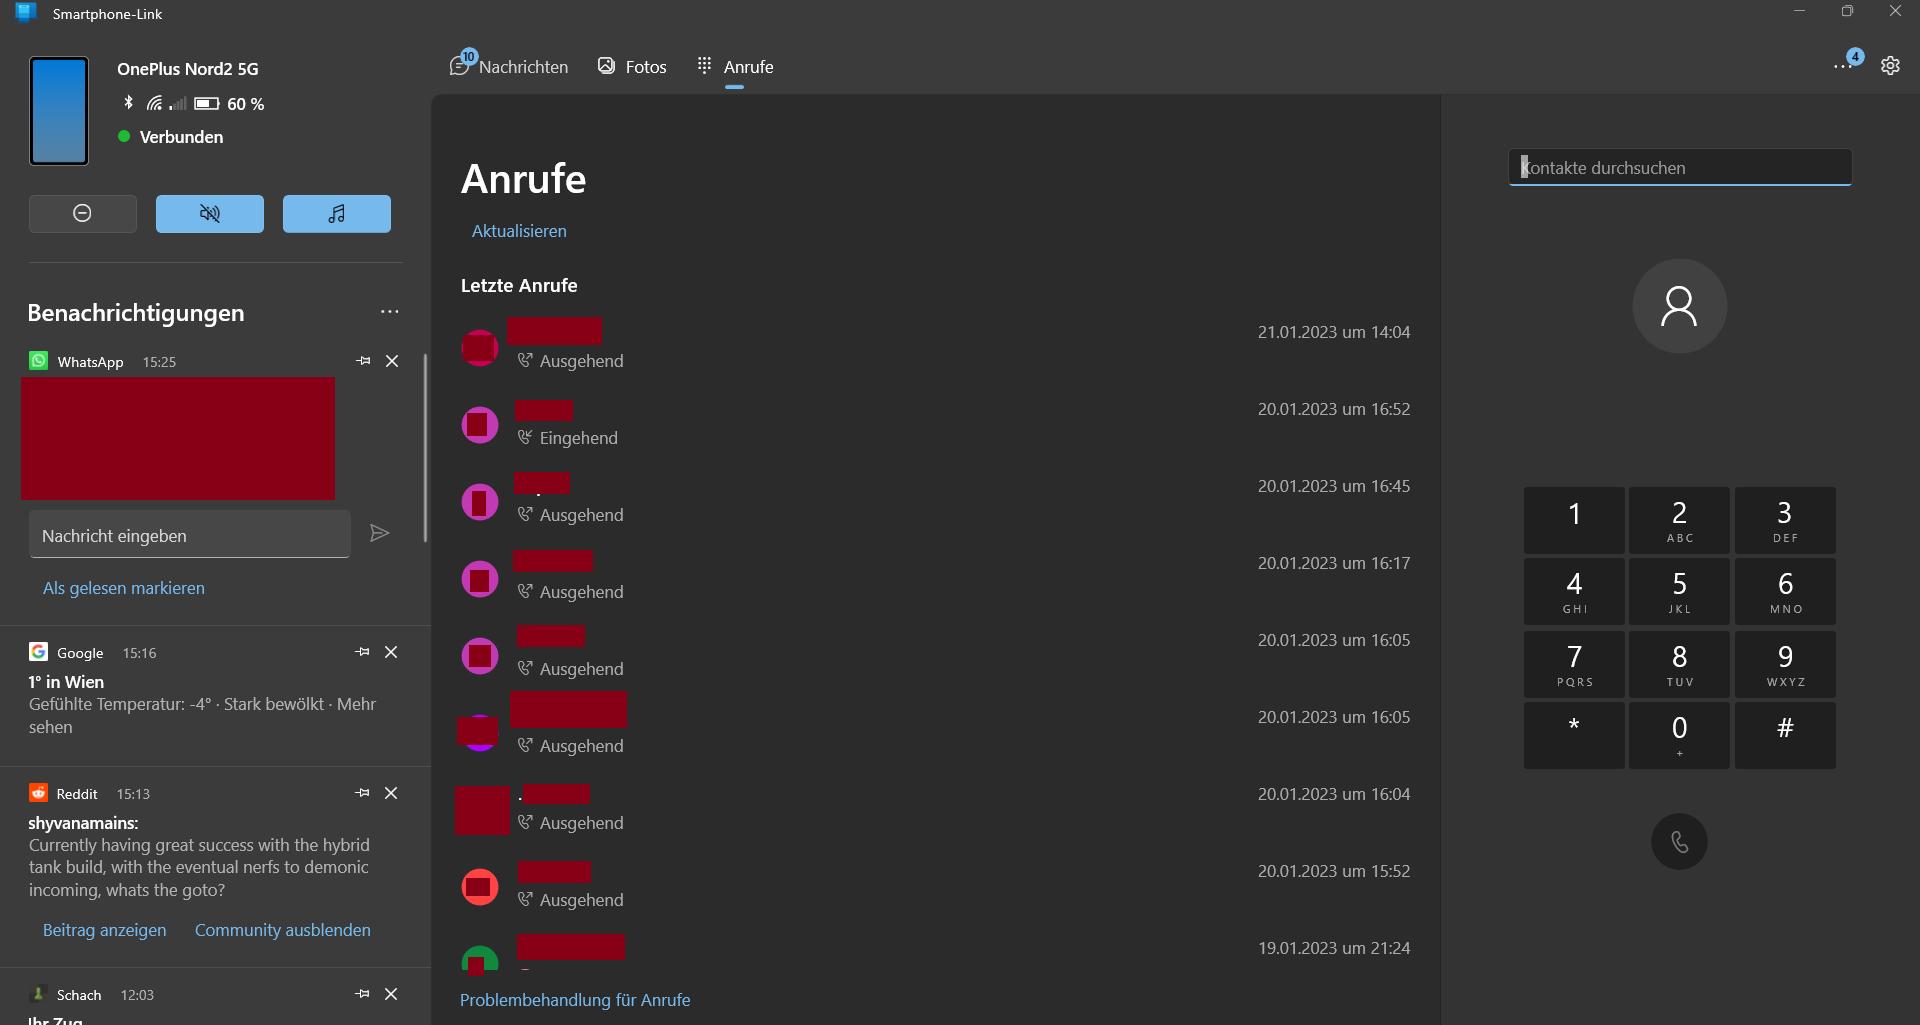 Smartphone-Link
OnePlus Nord2 5G
60 %
Verbunden
Benachrichtigungen
WhatsApp 15:25
Nachricht eingeben
Als gelesen markieren
Google 15:16
1° in Wien
Gefühlte Temperatur: -4° · Stark bewölkt · Mehr
sehen
Reddit 15:13
shyvanamains:
Currently having great success with the hybrid
tank build, with the eventual nerfs to demonic
incoming, whats the goto?
Beitrag anzeigen Community ausblenden
Schach 12:03
Ihr Zug
10 Nachrichten Fotos Anrufe
4
Anrufe
Aktualisieren
Letzte Anrufe
21.01.2023 um 14:04
Ausgehend
20.01.2023 um 16:52
Eingehend
20.01.2023 um 16:45
Ausgehend
20.01.2023 um 16:17
Ausgehend
20.01.2023 um 16:05
Ausgehend
20.01.2023 um 16:05
Ausgehend
20.01.2023 um 16:04
Ausgehend
20.01.2023 um 15:52
Ausgehend
19.01.2023 um 21:24
Problembehandlung für Anrufe
Kontakte durchsuchen
1 2 3
ABC DEF
4 5 6
GHI JKL MNO
7 8 9
PQRS TUV WXYZ
* 0 #
+